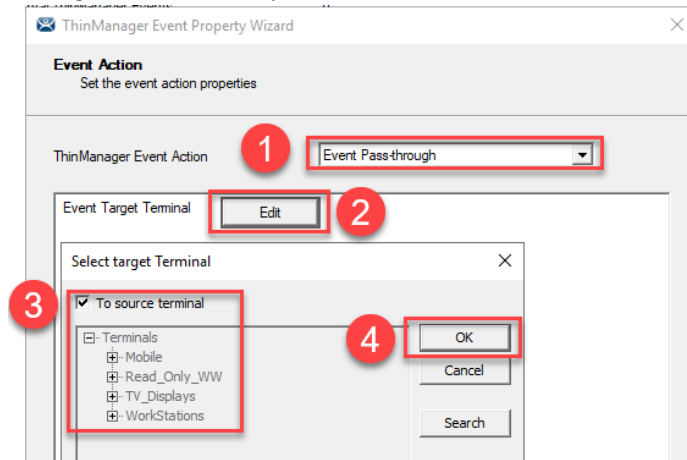 ThinManager Event Property Wizard
Event Action
Set the event action properties
ThinManager Event Action
1
Event Pass-through
Event Target Terminal
Edit
2
Select target Terminal
3
To source terminal
Terminals
Mobile
Read_Only_WW
TV_Displays
WorkStations
4
OK
Cancel
Search